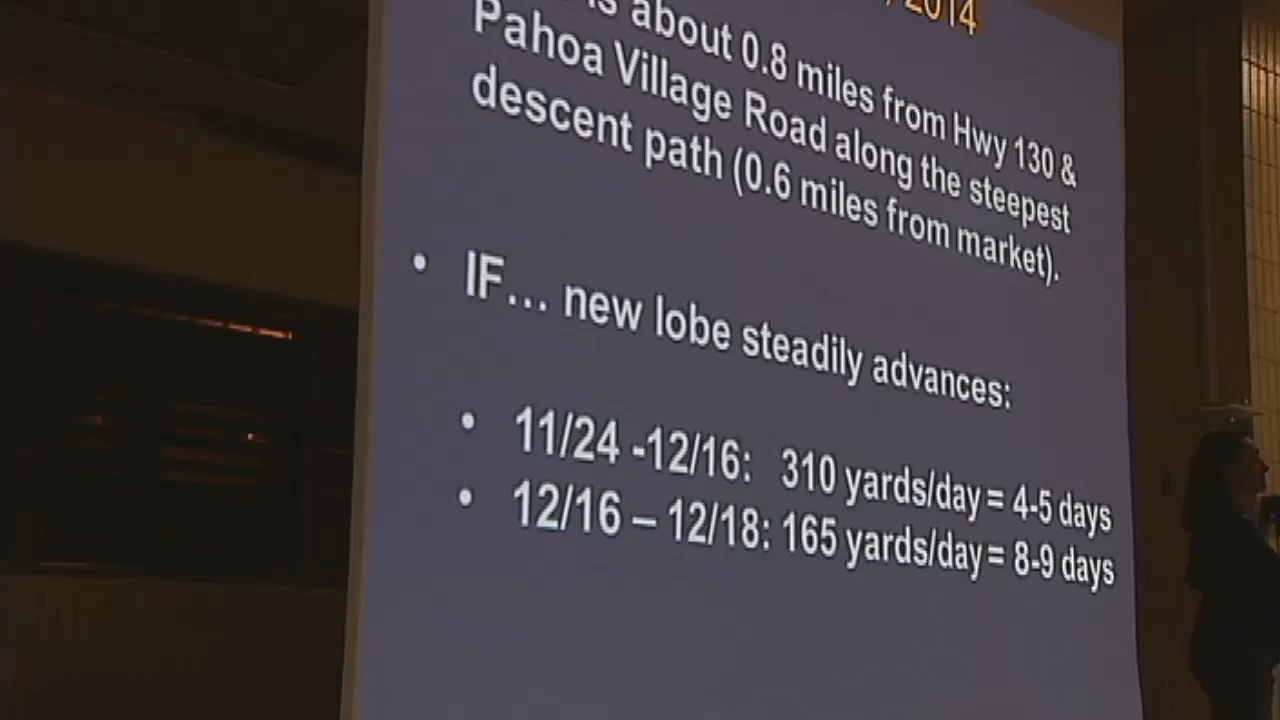 2014
is about 0.8 miles from Hwy 130 &
Pahoa Village Road along the steepest
descent path (0.6 miles from market).
• IF... new lobe steadily advances:
• 11/24 -12/16: 310 yards/day = 4-5 days
• 12/16 – 12/18: 165 yards/day = 8-9 days